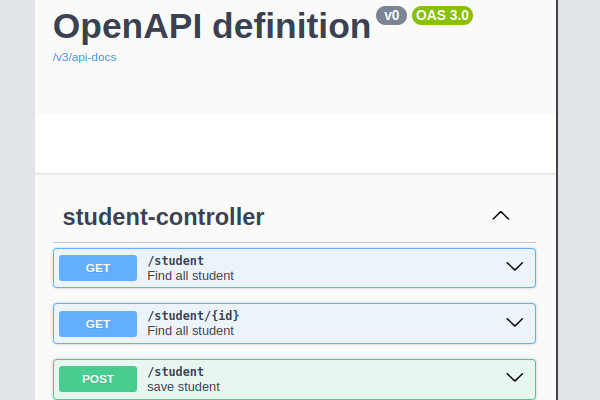 OpenAPI definition v0 OAS 3.0
/v3/api-docs
student-controller
GET /student
Find all student
GET /student/{id}
Find all student
POST /student
save student